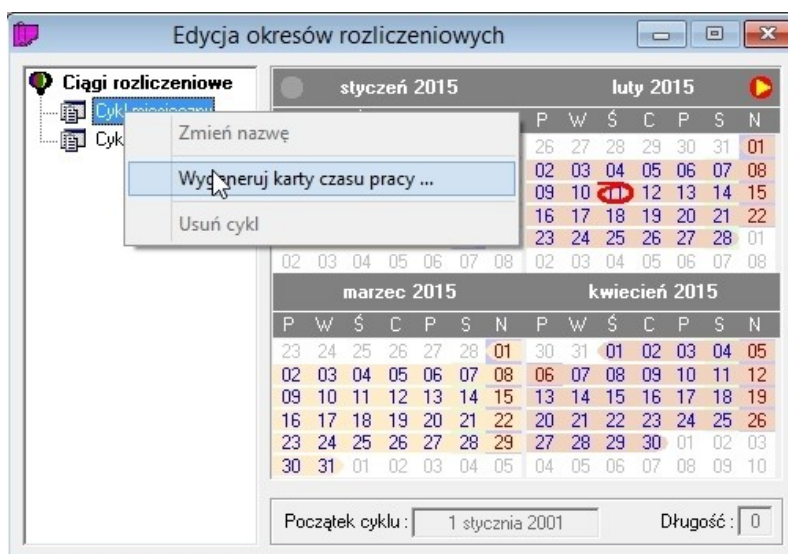 Edycja okresów rozliczeniowych
Ciągi rozliczeniowe
Cykl miesięczny
Cyk
Zmień nazwę
Wygeneruj karty czasu pracy ...
Usuń cykl
styczeń 2015 luty 2015
P W Ś C P S N
26 27 28 29 30 31 01
02 03 04 05 06 07 08
09 10 11 12 13 14 15
16 17 18 19 20 21 22
23 24 25 26 27 28 01
02 03 04 05 06 07 08 02 03 04 05 06 07 08
marzec 2015 kwiecień 2015
P W Ś C P S N P W Ś C P S N
23 24 25 26 27 28 01 30 31 01 02 03 04 05
02 03 04 05 06 07 08 06 07 08 09 10 11 12
09 10 11 12 13 14 15 13 14 15 16 17 18 19
16 17 18 19 20 21 22 20 21 22 23 24 25 26
23 24 25 26 27 28 29 27 28 29 30 01 02 03
30 31 01 02 03 04 05 04 05 06 07 08 09 10
Początek cyklu : 1 stycznia 2001 Długość : 0